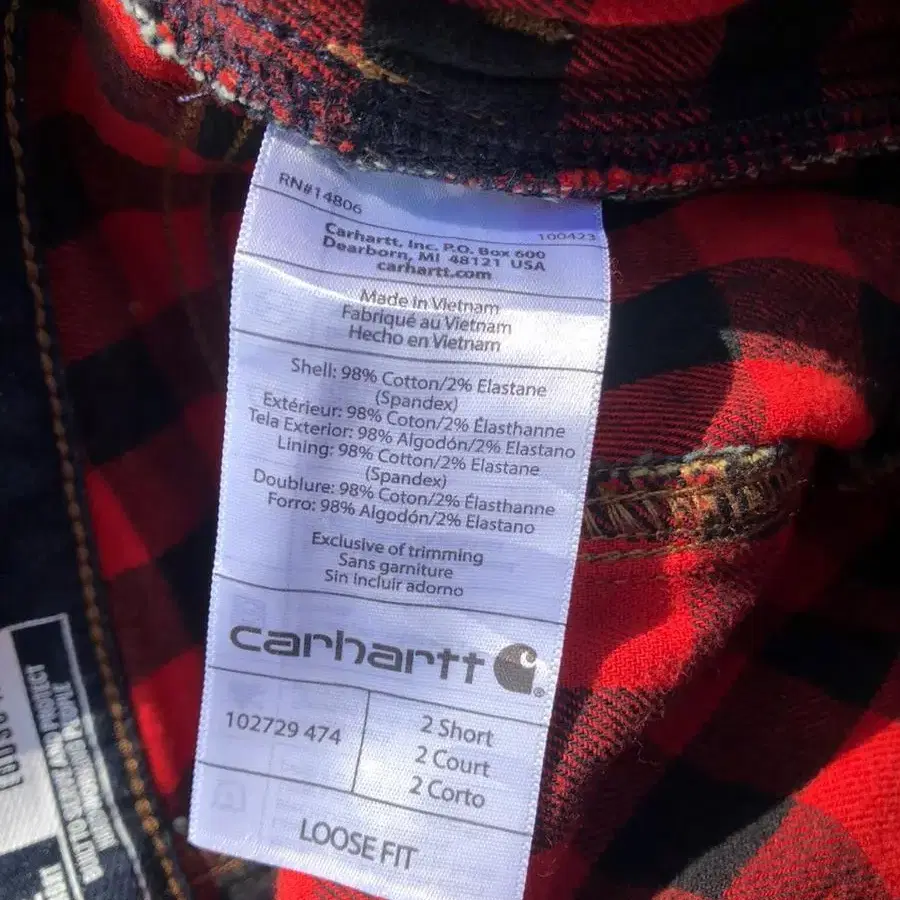 RN#14806
100423
Carhartt, Inc. P.O. Box 600
Dearborn, MI 48121 USA
carhartt.com
Made in Vietnam
Fabriqué au Vietnam
Hecho en Vietnam
Shell: 98% Cotton/2% Elastane
(Spandex)
Extérieur: 98% Coton/2% Élasthanne
Tela Exterior: 98% Algodón/2% Elastano
Lining: 98% Cotton/2% Elastane
(Spandex)
Doublure: 98% Coton/2% Élasthanne
Forro: 98% Algodón/2% Elastano
Exclusive of trimming
Sans garniture
Sin incluir adorno
carhartt
102729 474
2 Short
2 Court
2 Corto
LOOSE FIT